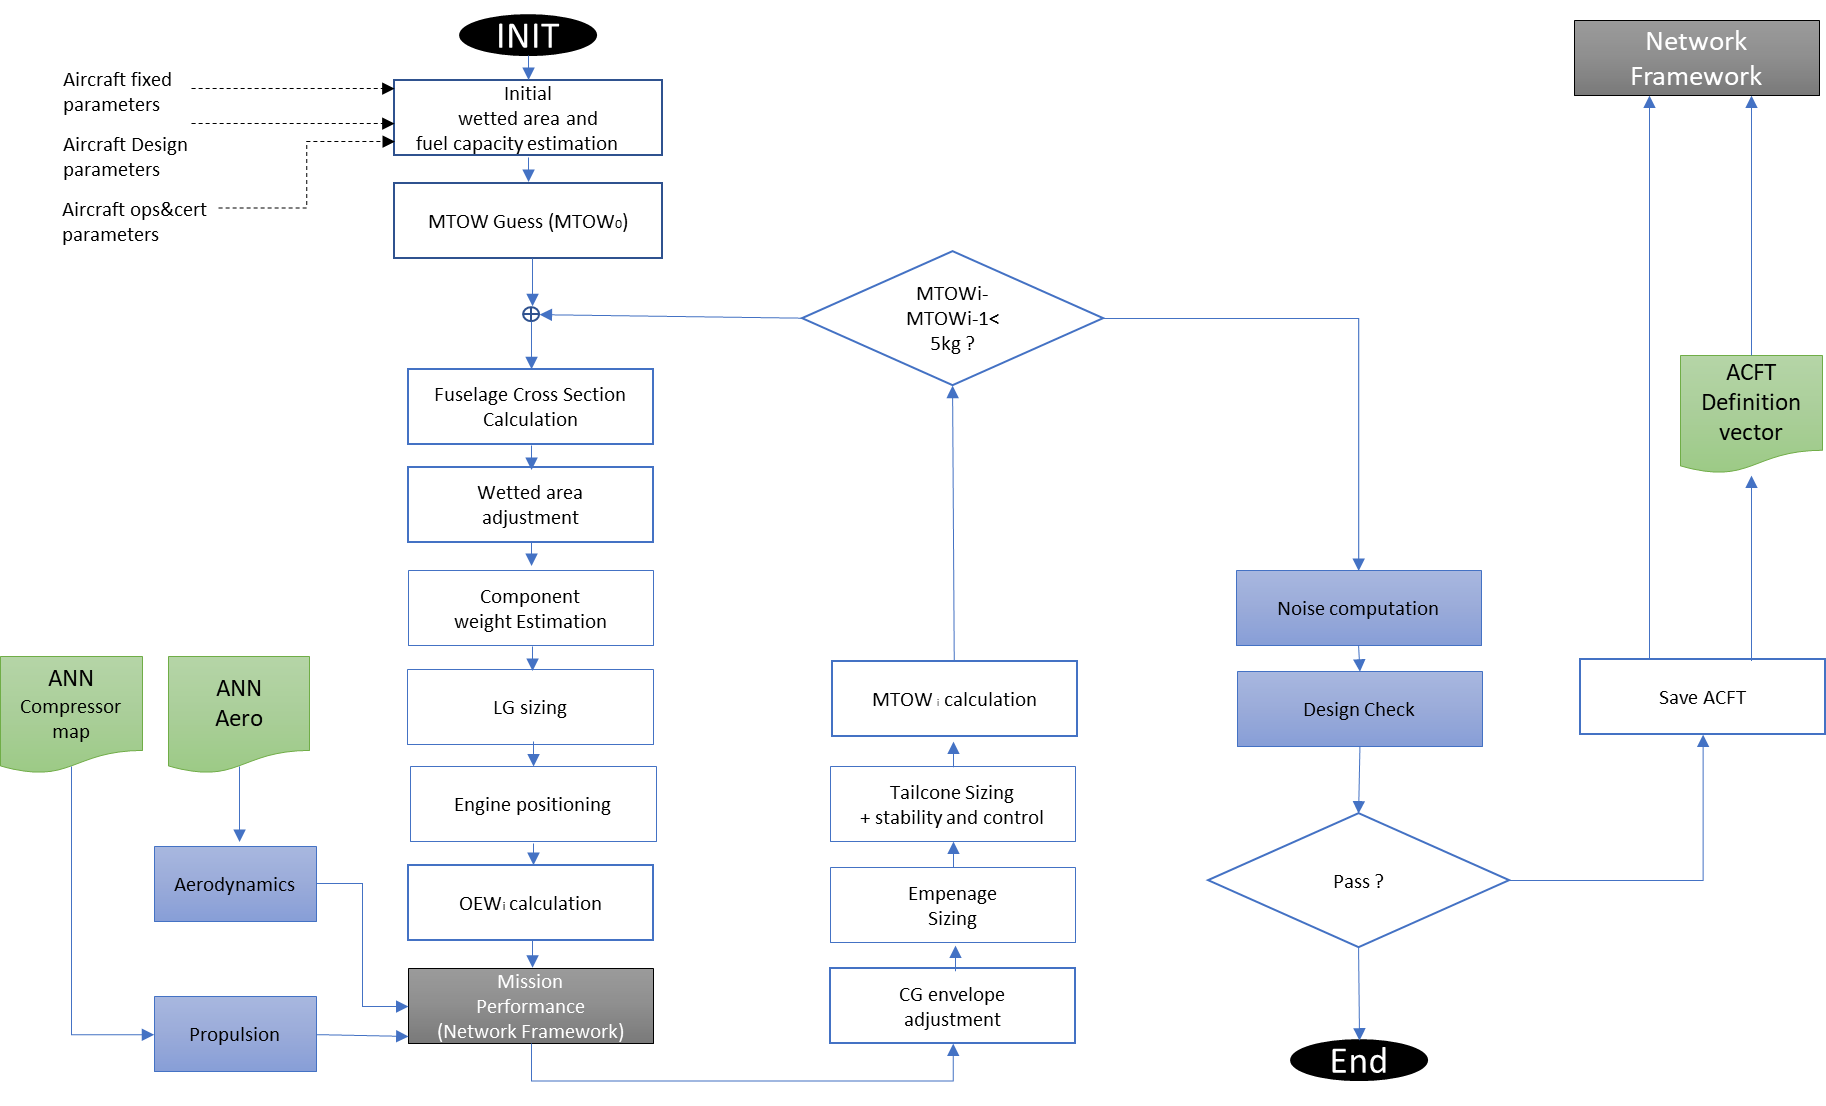 INIT
Aircraft fixed
parameters
Aircraft Design
parameters
Aircraft ops&cert
parameters
Initial
wetted area and
fuel capacity estimation
MTOW Guess (MTOW₀)
MTOWi-
MTOWi-1<
5kg ?
Fuselage Cross Section
Calculation
Wetted area
adjustment
Component
weight Estimation
LG sizing
Engine positioning
OEW i calculation
Mission
Performance
(Network Framework)
ANN
Compressor
map
ANN
Aero
Aerodynamics
Propulsion
MTOW i calculation
Tailcone Sizing
+ stability and control
Empenage
Sizing
CG envelope
adjustment
Noise computation
Design Check
Pass ?
End
Network
Framework
ACFT
Definition
vector
Save ACFT